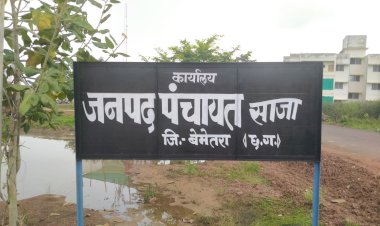 कार्यालय
जनपद पंचायत साजा
जि:- बेमेतरा (छ.ग.)